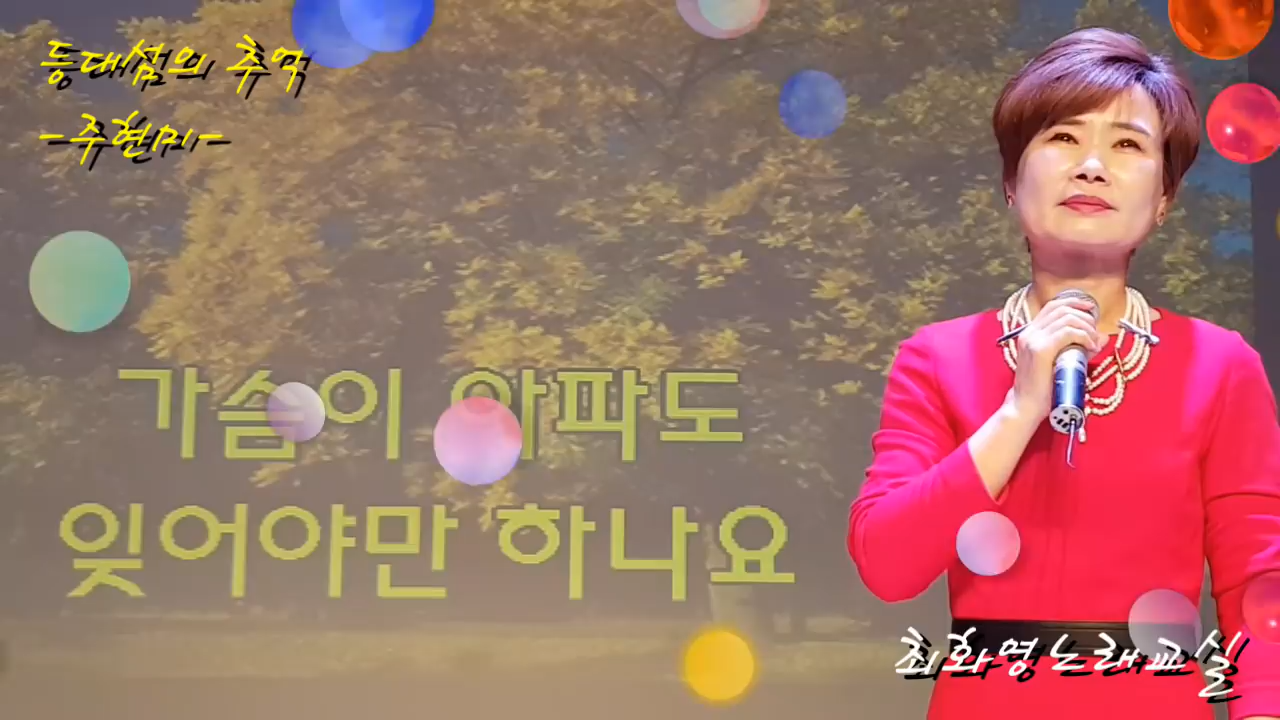 등대섬의 추억
-주현미-
가슴이 아파도
잊어야만 하나요
최화영노래교실